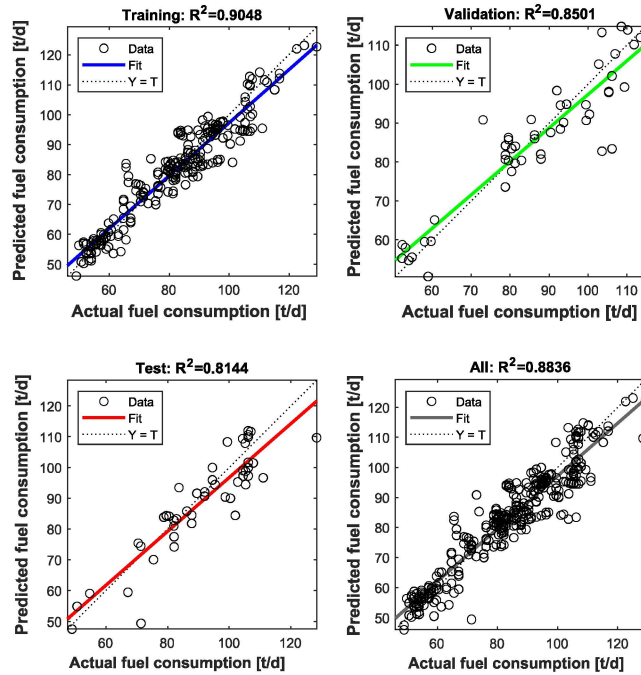 Training: R²=0.9048
Data
Fit
Y = T
120
110
100
90
80
70
60
50
60
80
100
120
Predicted fuel consumption [t/d]
Actual fuel consumption [t/d]
Validation: R²=0.8501
Data
Fit
Y = T
110
100
90
80
70
60
60
70
80
90
100
110
Predicted fuel consumption [t/d]
Actual fuel consumption [t/d]
Test: R²=0.8144
Data
Fit
Y = T
120
110
100
90
80
70
60
50
60
80
100
120
Predicted fuel consumption [t/d]
Actual fuel consumption [t/d]
All: R²=0.8836
Data
Fit
Y = T
120
110
100
90
80
70
60
50
60
80
100
120
Predicted fuel consumption [t/d]
Actual fuel consumption [t/d]